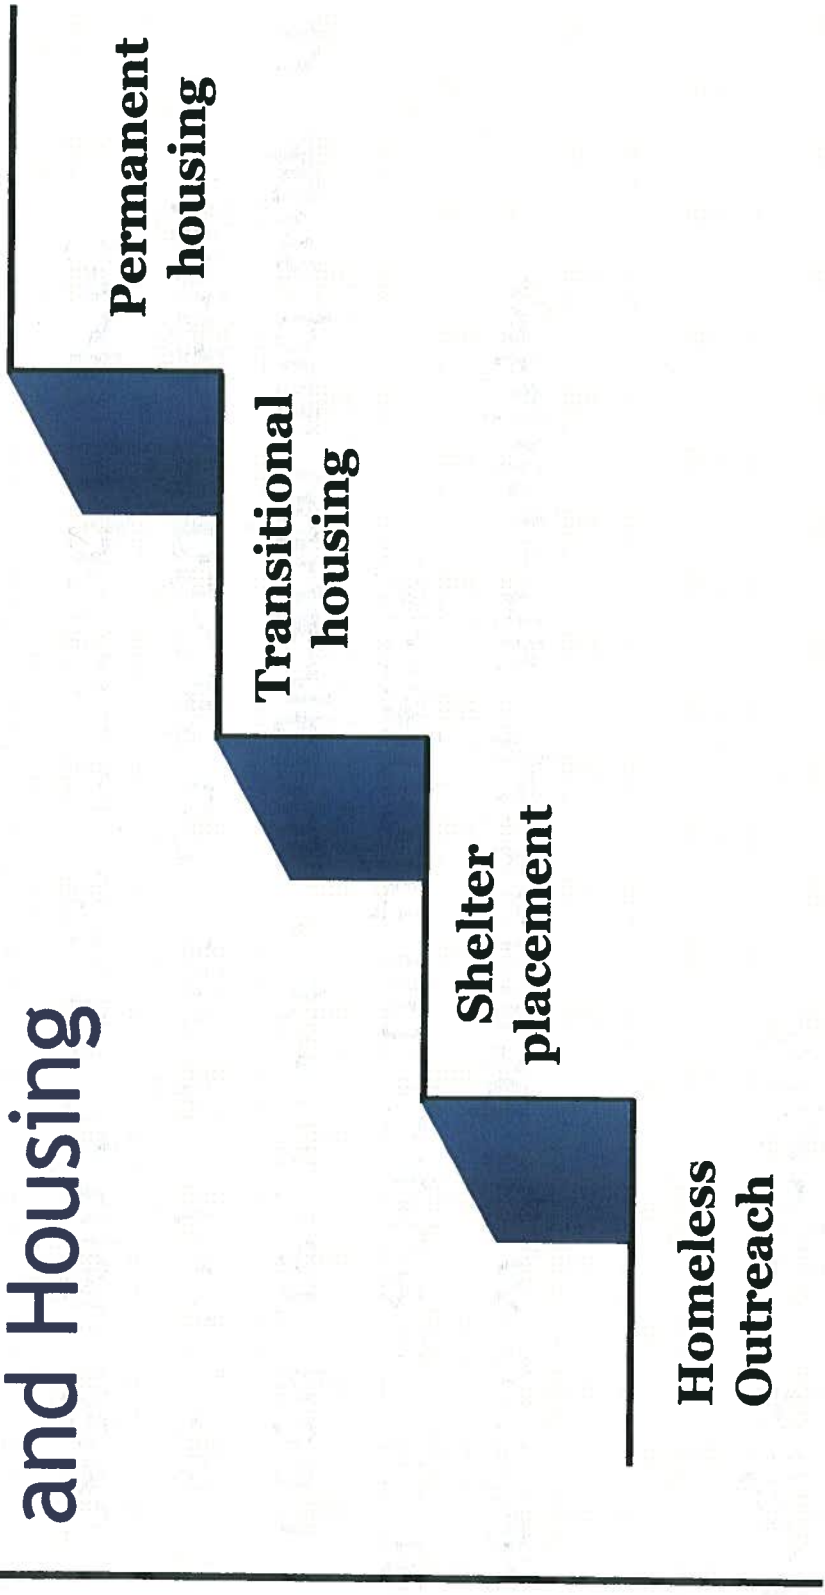 and Housing
Homeless
Outreach
Shelter
placement
Transitional
housing
Permanent
housing